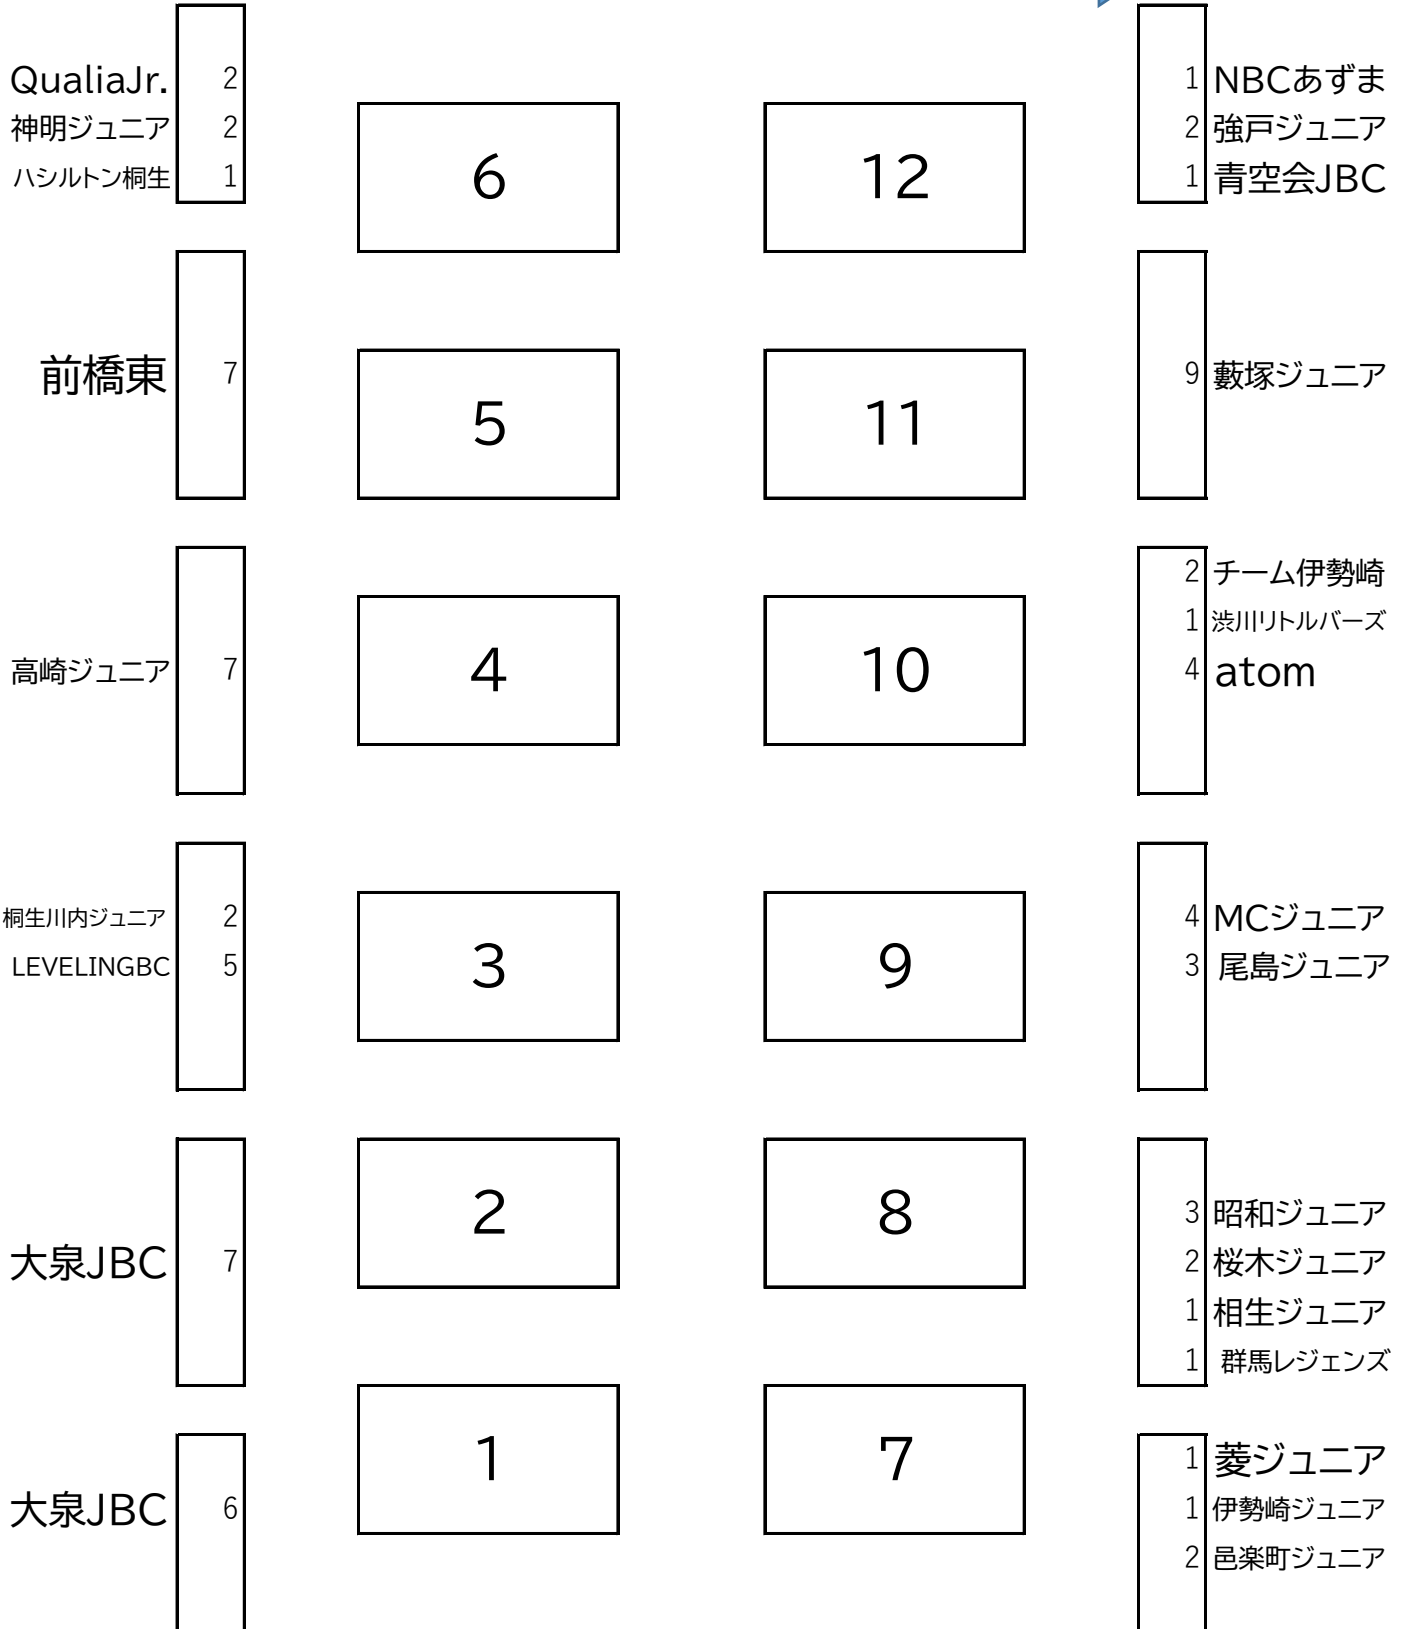 QualiaJr. 2
神明ジュニア 2
ハシルトン桐生 1
6
12
1 NBCあずま
2 強戸ジュニア
1 青空会JBC
前橋東 7
5
11
9 藪塚ジュニア
高崎ジュニア 7
4
10
2 チーム伊勢崎
1 渋川リトルバーズ
4 atom
桐生川内ジュニア 2
LEVELINGBC 5
3
9
4 MCジュニア
3 尾島ジュニア
大泉JBC 7
2
8
3 昭和ジュニア
2 桜木ジュニア
1 相生ジュニア
1 群馬レジェンズ
大泉JBC 6
1
7
1 菱ジュニア
1 伊勢崎ジュニア
2 邑楽町ジュニア